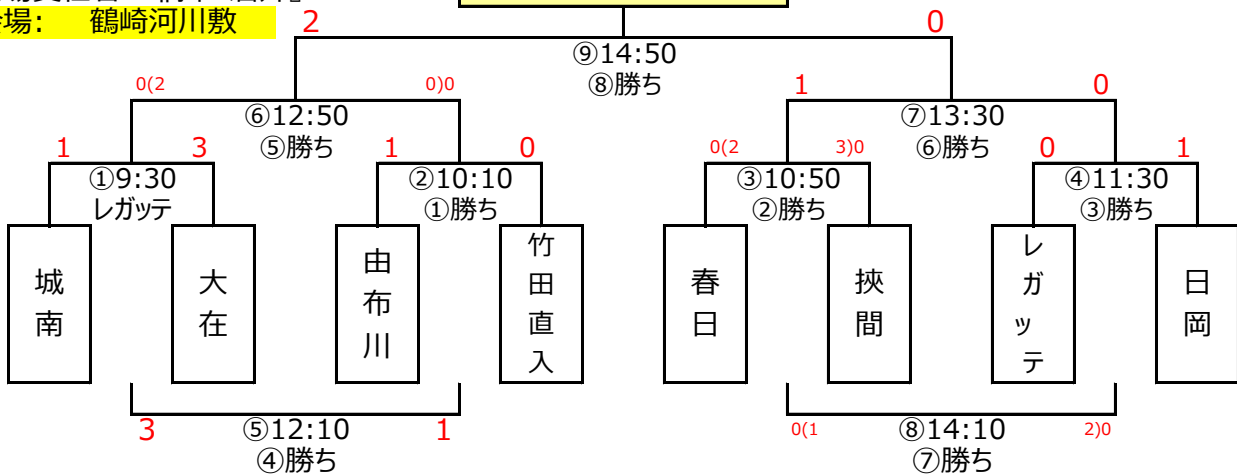 会場:　鶴崎河川敷
2
0
⑨14:50
⑧勝ち
0(2
0)0
1
0
⑥12:50
⑤勝ち
⑦13:30
⑥勝ち
1
3
1
0
0(2
3)0
0
1
①9:30
レガッテ
②10:10
①勝ち
③10:50
②勝ち
④11:30
③勝ち
城南
大在
由布川
竹田直入
春日
挾間
レガッテ
日岡
3
⑤12:10
④勝ち
1
0(1
⑧14:10
⑦勝ち
2)0